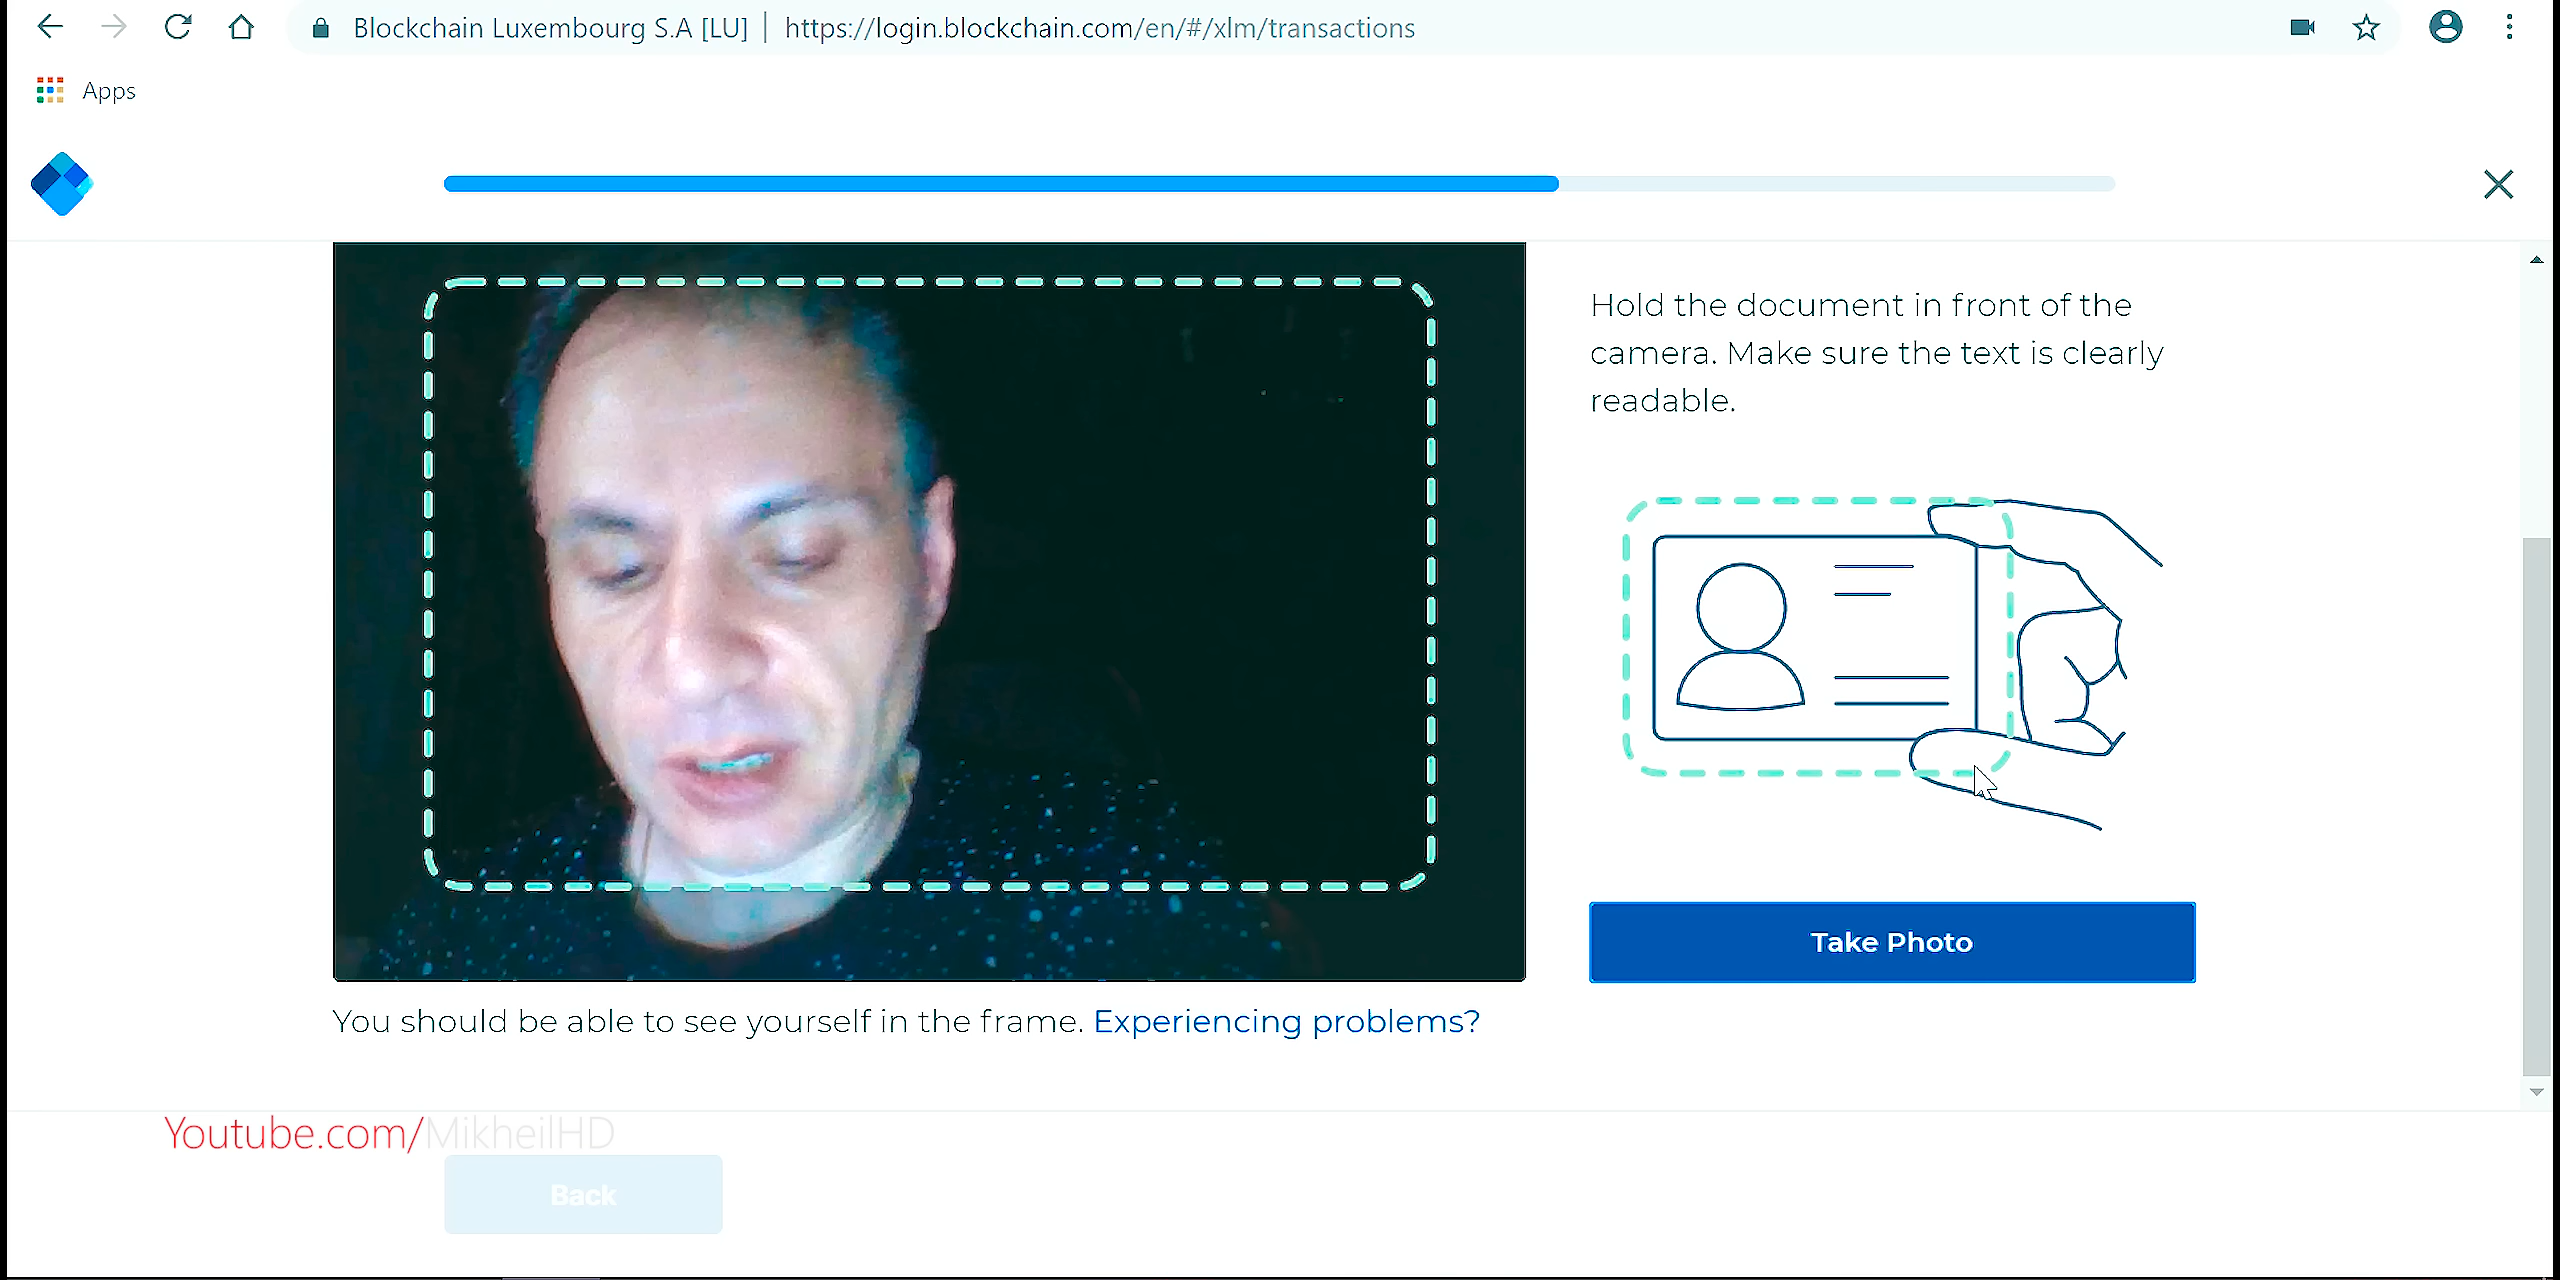 Blockchain Luxembourg S.A [LU] | https://login.blockchain.com/en/#/xlm/transactions
Apps
Hold the document in front of the
camera. Make sure the text is clearly
readable.
Take Photo
You should be able to see yourself in the frame. Experiencing problems?
Youtube.com/MikheilHD
Back